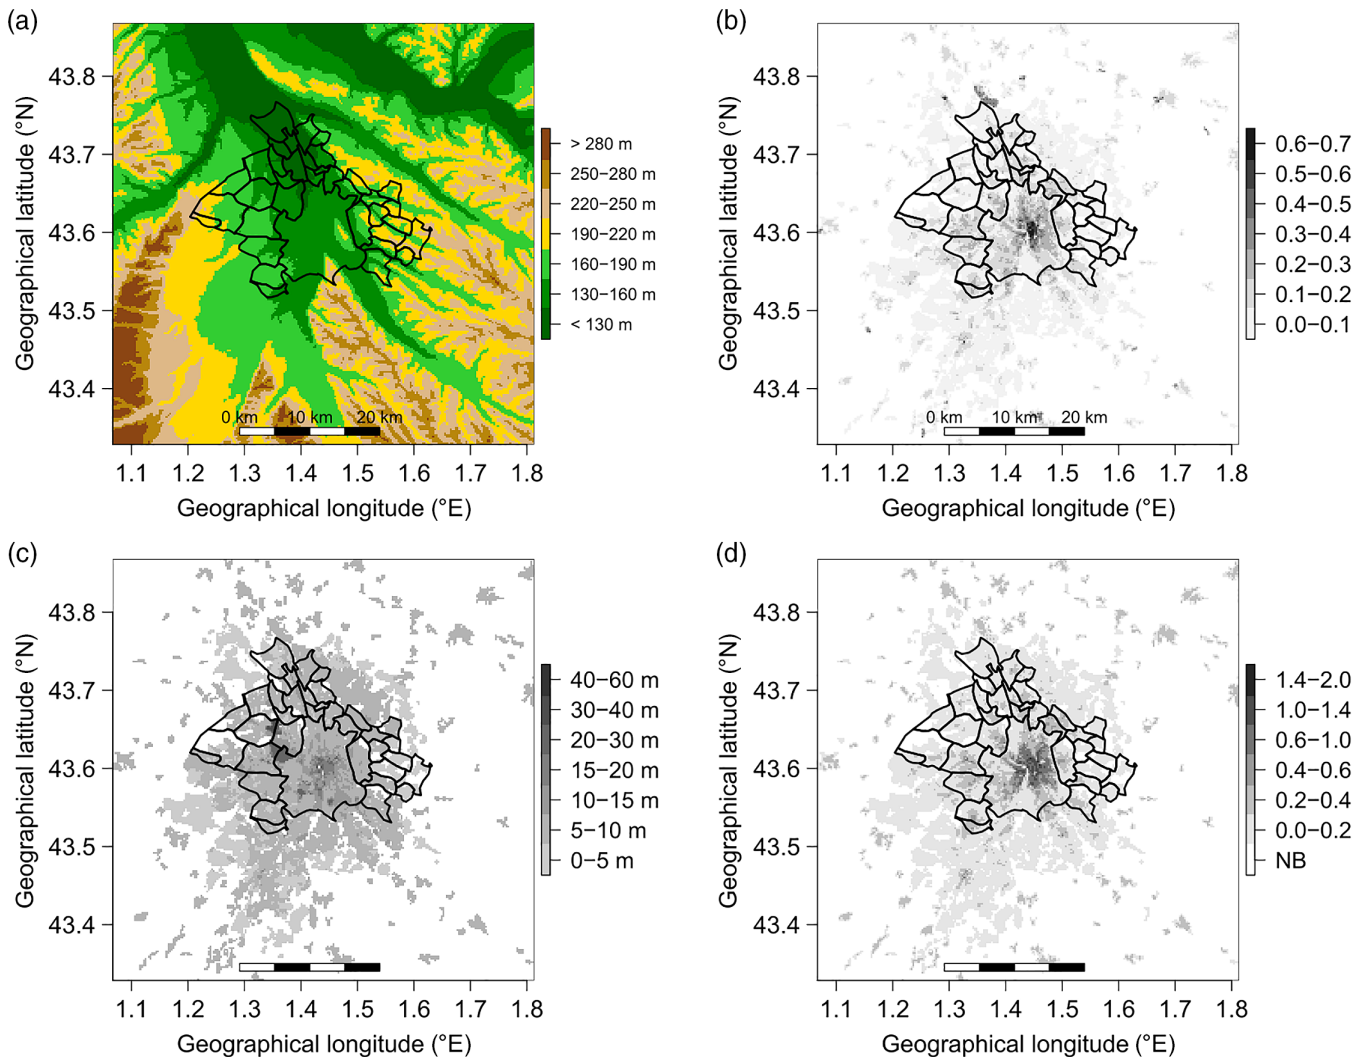 (a)
Geographical latitude (°N)
43.8
43.7
43.6
43.5
43.4
0 km 10 km 20 km
1.1 1.2 1.3 1.4 1.5 1.6 1.7 1.8
Geographical longitude (°E)
> 280 m
250−280 m
220−250 m
190−220 m
160−190 m
130−160 m
< 130 m
(b)
Geographical latitude (°N)
43.8
43.7
43.6
43.5
43.4
0 km 10 km 20 km
1.1 1.2 1.3 1.4 1.5 1.6 1.7 1.8
Geographical longitude (°E)
0.6−0.7
0.5−0.6
0.4−0.5
0.3−0.4
0.2−0.3
0.1−0.2
0.0−0.1
(c)
Geographical latitude (°N)
43.8
43.7
43.6
43.5
43.4
1.1 1.2 1.3 1.4 1.5 1.6 1.7 1.8
Geographical longitude (°E)
40−60 m
30−40 m
20−30 m
15−20 m
10−15 m
5−10 m
0−5 m
(d)
Geographical latitude (°N)
43.8
43.7
43.6
43.5
43.4
1.1 1.2 1.3 1.4 1.5 1.6 1.7 1.8
Geographical longitude (°E)
1.4−2.0
1.0−1.4
0.6−1.0
0.4−0.6
0.2−0.4
0.0−0.2
NB